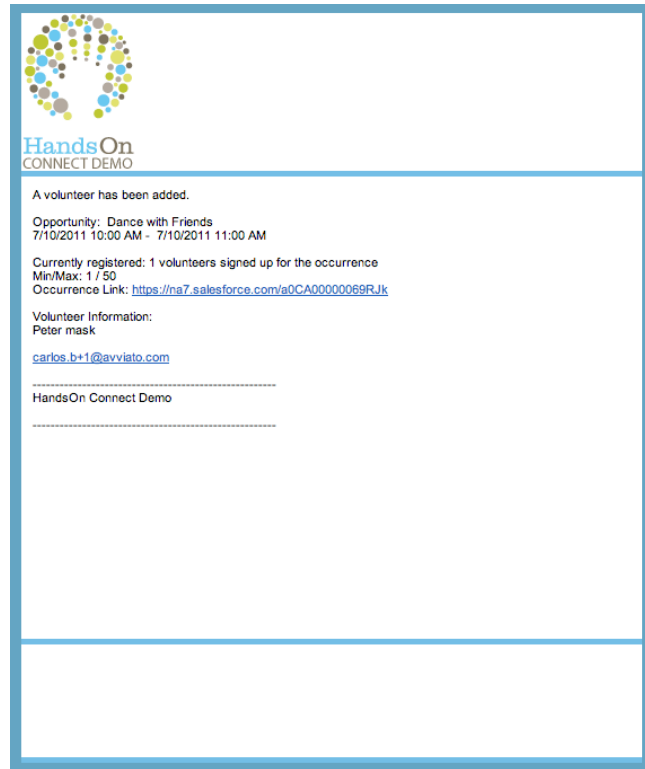 HandsOn
CONNECT DEMO
A volunteer has been added.
Opportunity: Dance with Friends
7/10/2011 10:00 AM - 7/10/2011 11:00 AM
Currently registered: 1 volunteers signed up for the occurrence
Min/Max: 1 / 50
Occurrence Link: https://na7.salesforce.com/a0CA00000069RJk
Volunteer Information:
Peter mask
carlos.b+1@avviato.com
------------------------------------------------------
HandsOn Connect Demo
------------------------------------------------------